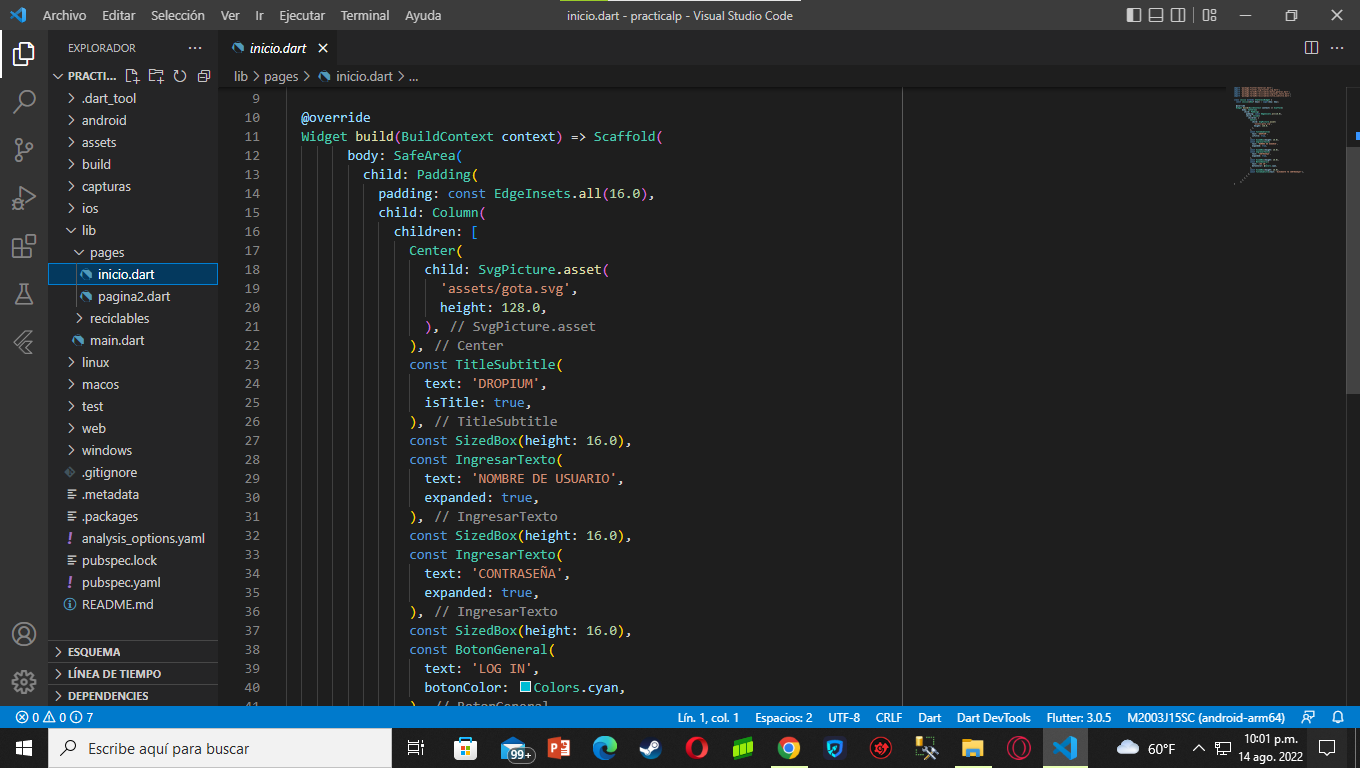 Archivo Editar Selección Ver Ir Ejecutar Terminal Ayuda
inicio.dart - practicalp - Visual Studio Code
EXPLORADOR
PRACTI...
.dart_tool
android
assets
build
capturas
ios
lib
pages
inicio.dart
pagina2.dart
reciclables
main.dart
linux
macos
test
web
windows
.gitignore
.metadata
.packages
analysis_options.yaml
pubspec.lock
pubspec.yaml
README.md
ESQUEMA
LÍNEA DE TIEMPO
DEPENDENCIES
inicio.dart
lib > pages > inicio.dart > ...
9
10 @override
11 Widget build(BuildContext context) => Scaffold(
12 body: SafeArea(
13 child: Padding(
14 padding: const EdgeInsets.all(16.0),
15 child: Column(
16 children: [
17 Center(
18 child: SvgPicture.asset(
19 'assets/gota.svg',
20 height: 128.0,
21 ), // SvgPicture.asset
22 ), // Center
23 const TitleSubtitle(
24 text: 'DROPIUM',
25 isTitle: true,
26 ), // TitleSubtitle
27 const SizedBox(height: 16.0),
28 const IngresarTexto(
29 text: 'NOMBRE DE USUARIO',
30 expanded: true,
31 ), // IngresarTexto
32 const SizedBox(height: 16.0),
33 const IngresarTexto(
34 text: 'CONTRASEÑA',
35 expanded: true,
36 ), // IngresarTexto
37 const SizedBox(height: 16.0),
38 const BotonGeneral(
39 text: 'LOG IN',
40 botonColor: Colors.cyan,
41 ), // BotonGeneral
0 0 7
Lín. 1, col. 1 Espacios: 2 UTF-8 CRLF Dart Dart DevTools Flutter: 3.0.5 M2003J15SC (android-arm64)
Escribe aquí para buscar
99+
60°F
10:01 p.m.
14 ago. 2022